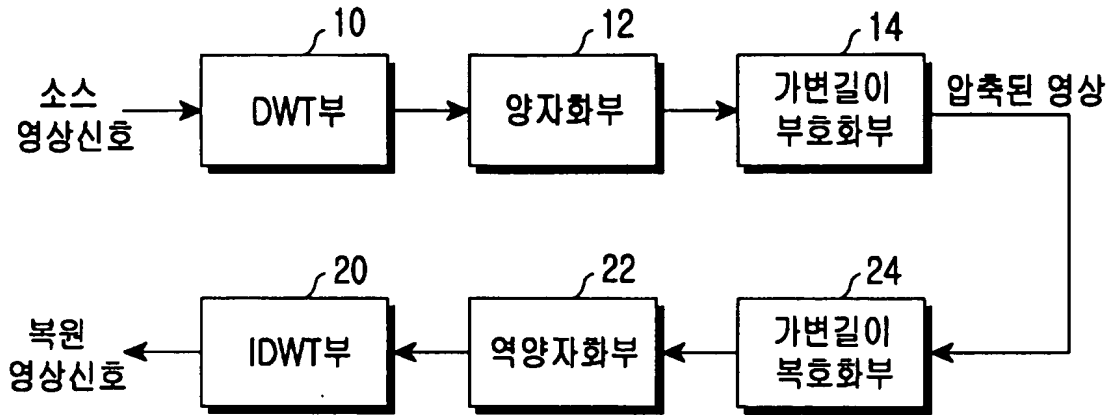 10
12
14
소스
영상신호
DWT부
양자화부
가변길이
부호화부
압축된 영상
20
22
24
복원
영상신호
IDWT부
역양자화부
가변길이
복호화부